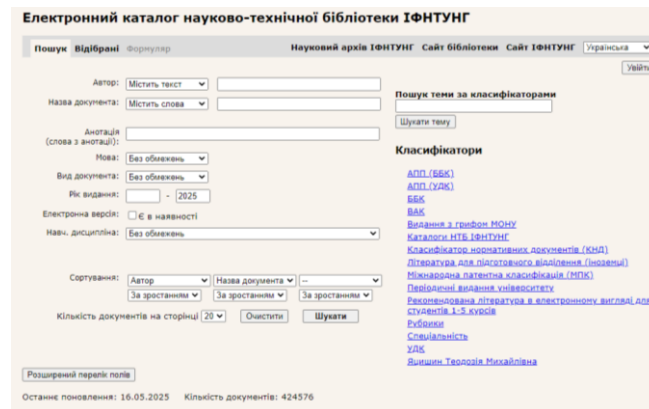 Електронний каталог науково-технічної бібліотеки ІФНТУНГ
Пошук Відібрані Формуляр Науковий архів ІФНТУНГ Сайт бібліотеки Сайт ІФНТУНГ Українська
Увійти
Автор: Містить текст
Назва документа: Містить слова
Анотація
(слова з анотації):
Мова: Без обмежень
Вид документа: Без обмежень
Рік видання: - 2025
Електронна версія: Є в наявності
Навч. дисципліна: Без обмежень
Сортування: Автор Назва документа --
За зростанням За зростанням За зростанням
Кількість документів на сторінці 20 Очистити Шукати
Розширений перелік полів
Пошук теми за класифікаторами
Шукати тему
Класифікатори
АПП (ББК)
АПП (УДК)
ББК
ВАК
Видання з грифом МОНУ
Каталоги НТБ ІФНТУНГ
Класифікатор нормативних документів (КНД)
Література для підготовчого відділення (іноземці)
Міжнародна патентна класифікація (МПК)
Періодичні видання університету
Рекомендована література в електронному вигляді для
студентів 1-5 курсів
Рубрики
Спеціальність
УДК
Яцишин Теодозія Михайлівна
Останнє поновлення: 16.05.2025 Кількість документів: 424576